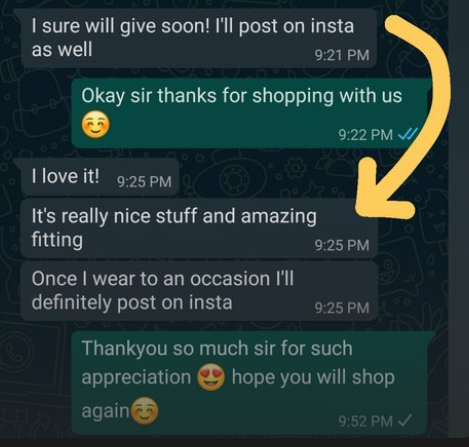 I sure will give soon! I'll post on insta
as well
9:21 PM
Okay sir thanks for shopping with us
☺️
9:22 PM
I love it! 9:25 PM
It's really nice stuff and amazing
fitting
9:25 PM
Once I wear to an occasion I'll
definitely post on insta
9:25 PM
Thankyou so much sir for such
appreciation 😍 hope you will shop
again☺️
9:52 PM